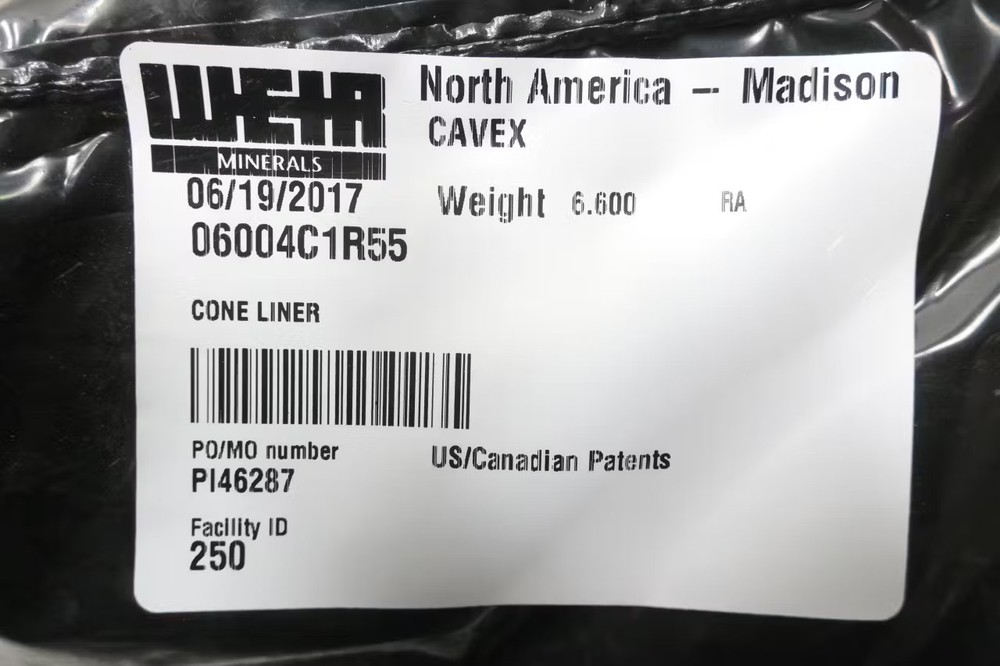 WEIR
MINERALS
North America -- Madison
CAVEX
06/19/2017
Weight 6.600 RA
06004C1R55
CONE LINER
PO/MO number
PI46287
US/Canadian Patents
Facility ID
250